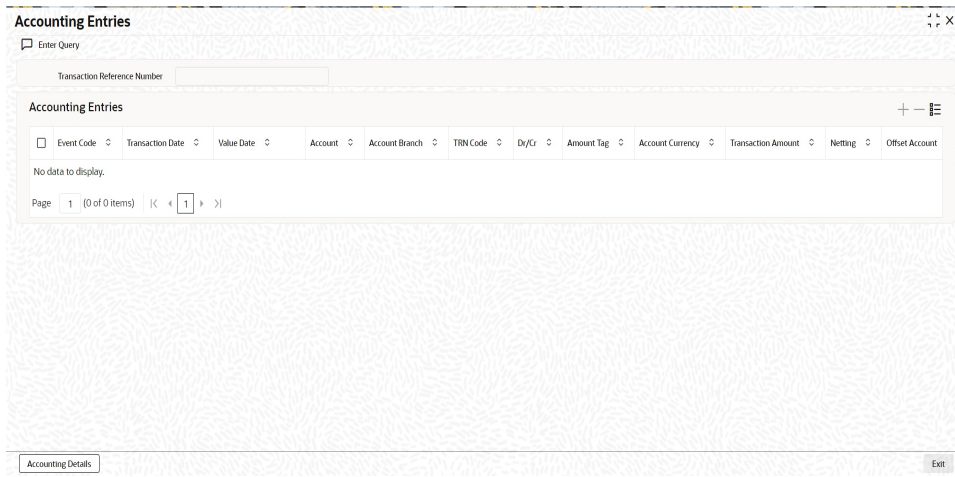 Accounting Entries
Enter Query
Transaction Reference Number
Accounting Entries
Event Code Transaction Date Value Date Account Account Branch TRN Code Dr/Cr Amount Tag Account Currency Transaction Amount Netting Offset Account
No data to display.
Page 1 (0 of 0 items) 1
Accounting Details Exit